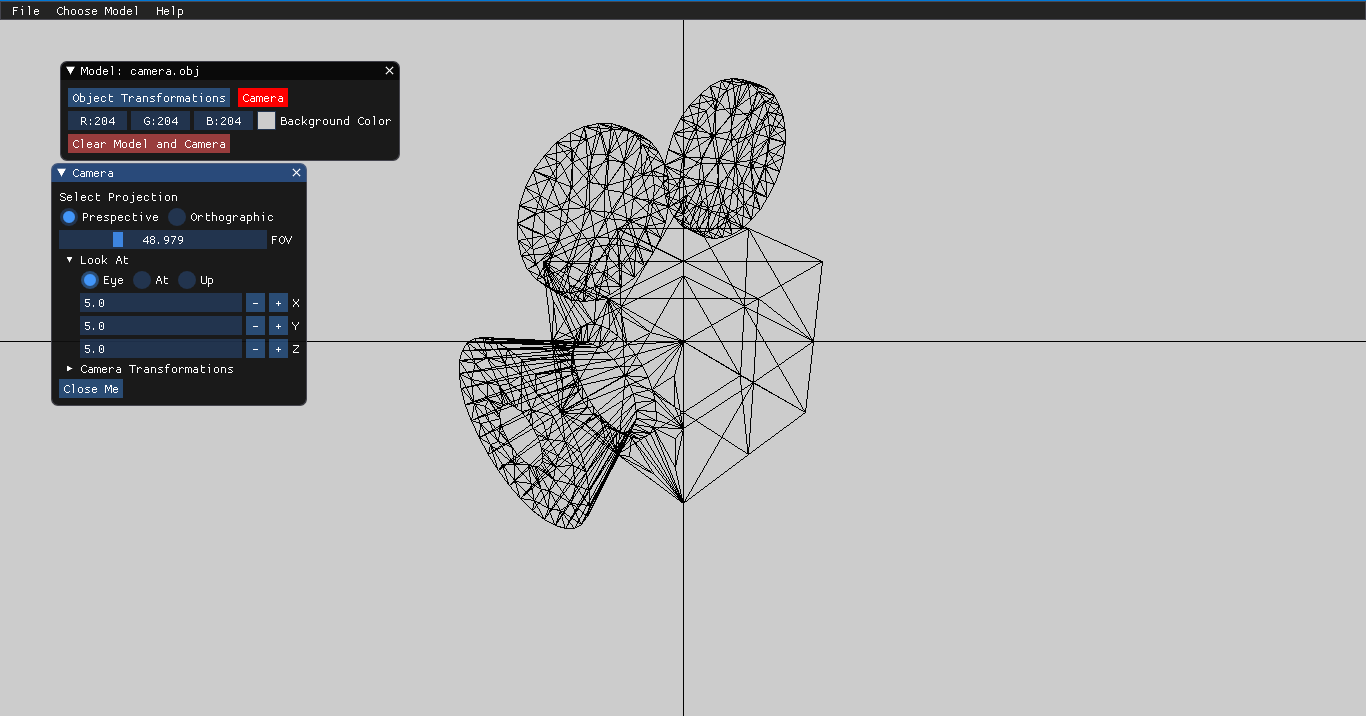 File Choose Model Help
Model: camera.obj
Object Transformations Camera
R:204 G:204 B:204 Background Color
Clear Model and Camera
Camera
Select Projection
Prespective Orthographic
48.979 FOV
Look At
Eye At Up
5.0 - + X
5.0 - + Y
5.0 - + Z
Camera Transformations
Close Me